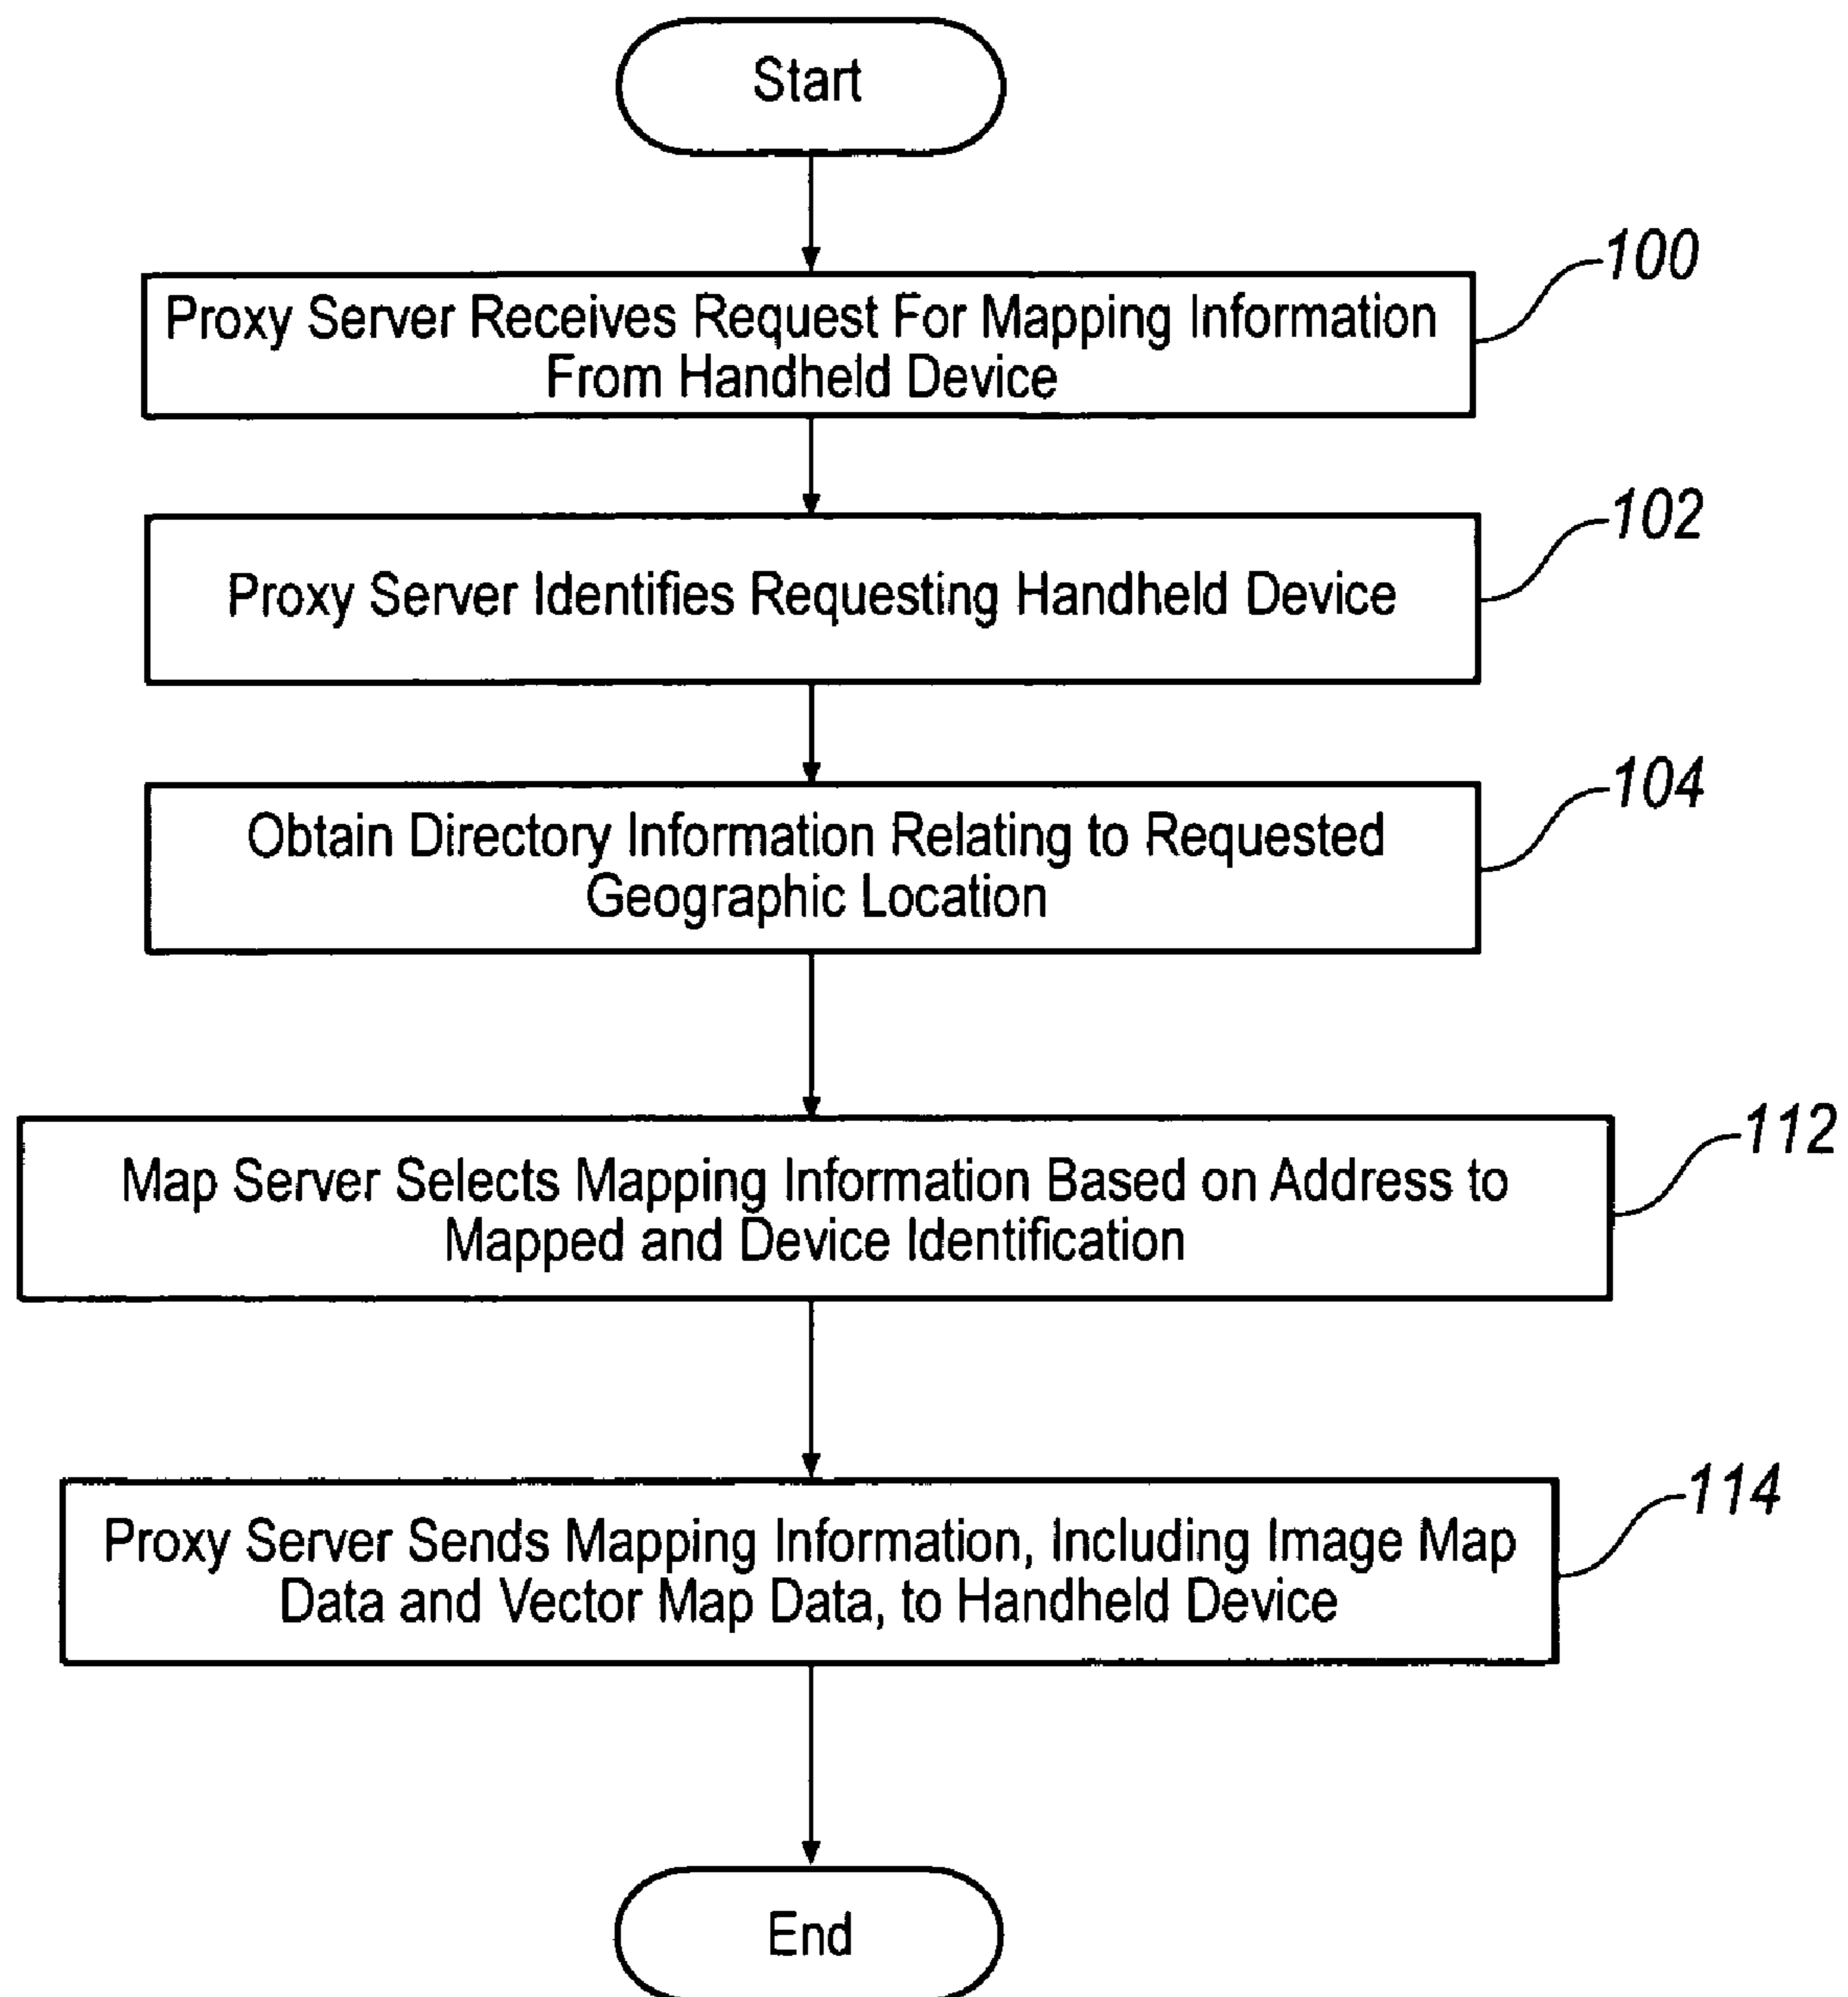 Start
100
Proxy Server Receives Request For Mapping Information
From Handheld Device
102
Proxy Server Identifies Requesting Handheld Device
104
Obtain Directory Information Relating to Requested
Geographic Location
112
Map Server Selects Mapping Information Based on Address to
Mapped and Device Identification
114
Proxy Server Sends Mapping Information, Including Image Map
Data and Vector Map Data, to Handheld Device
End